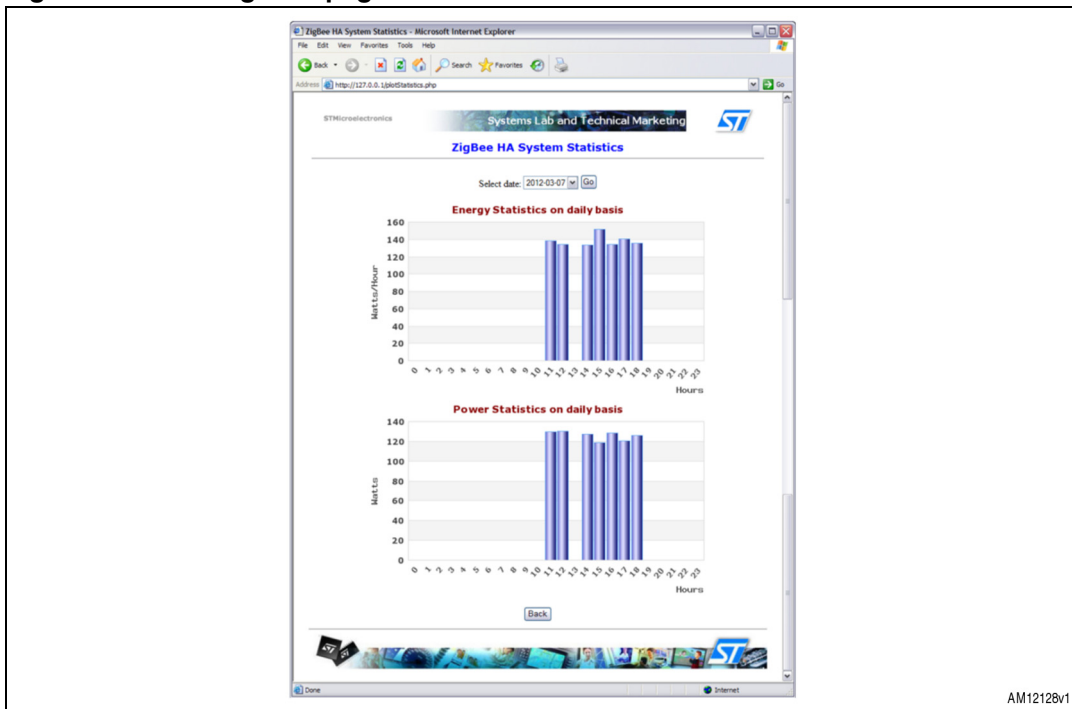 ZigBee HA System Statistics - Microsoft Internet Explorer
File Edit View Favorites Tools Help
Back Search Favorites
Address http://127.0.0.1/plotStatistics.php Go
STMicroelectronics Systems Lab and Technical Marketing ST
ZigBee HA System Statistics
Select date: 2012-03-07 Go
Energy Statistics on daily basis
160
140
120
100
80
60
40
20
0
Watts/Hour
0 1 2 3 4 5 6 7 8 9 10 11 12 13 14 15 16 17 18 19 20 21 22 23
Hours
Power Statistics on daily basis
140
120
100
80
60
40
20
0
Watts
0 1 2 3 4 5 6 7 8 9 10 11 12 13 14 15 16 17 18 19 20 21 22 23
Hours
Back
ST
Done Internet
AM12128v1